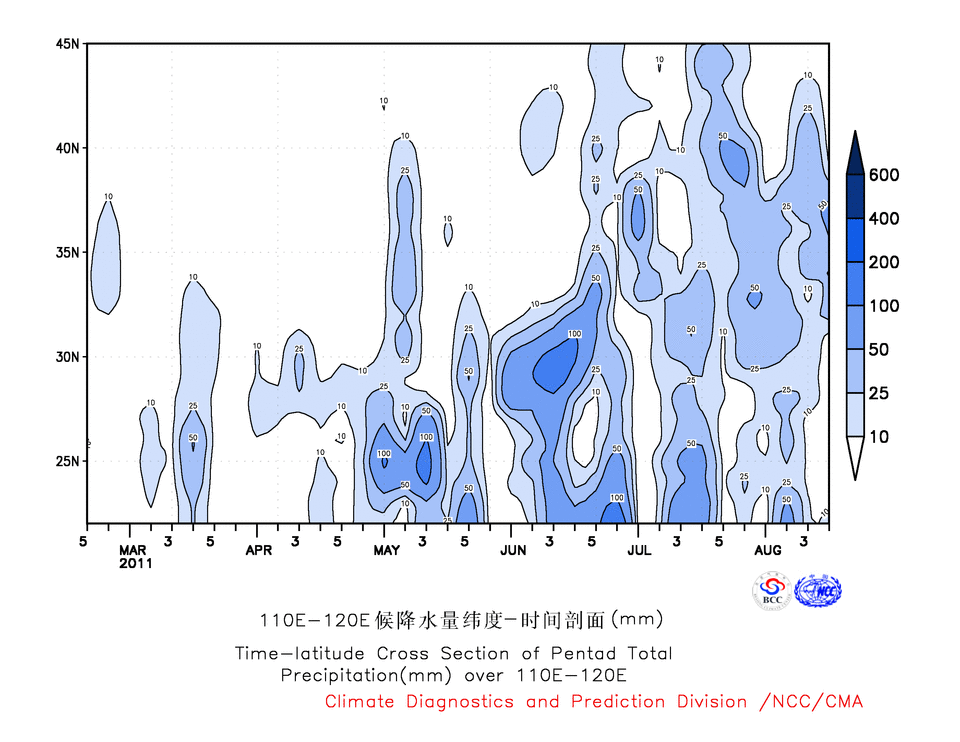 45N
40N
35N
30N
25N
600
400
200
100
50
25
10
5 MAR 3 5 APR 3 5 MAY 3 5 JUN 3 5 JUL 3 5 AUG 3
2011
BCC NCC
110E-120E候降水量纬度-时间剖面(mm)
Time-latitude Cross Section of Pentad Total
Precipitation(mm) over 110E-120E
Climate Diagnostics and Prediction Division /NCC/CMA